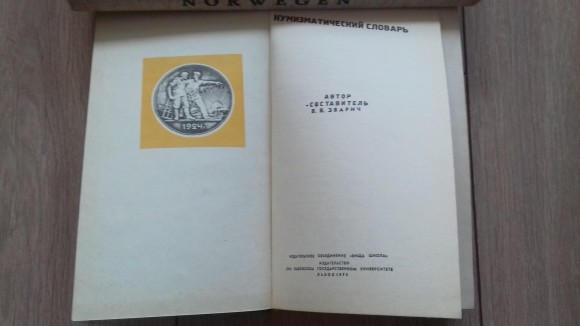 NORWEGEN
НУМИЗМАТИЧЕСКИЙ СЛОВАРЬ
1924
АВТОР
-СОСТАВИТЕЛЬ
В. В. ЗВАРИЧ
ИЗДАТЕЛЬСКОЕ ОБЪЕДИНЕНИЕ «ВИЩА ШКОЛА»
ИЗДАТЕЛЬСТВО
ПРИ ЛЬВОВСКОМ ГОСУДАРСТВЕННОМ УНИВЕРСИТЕТЕ